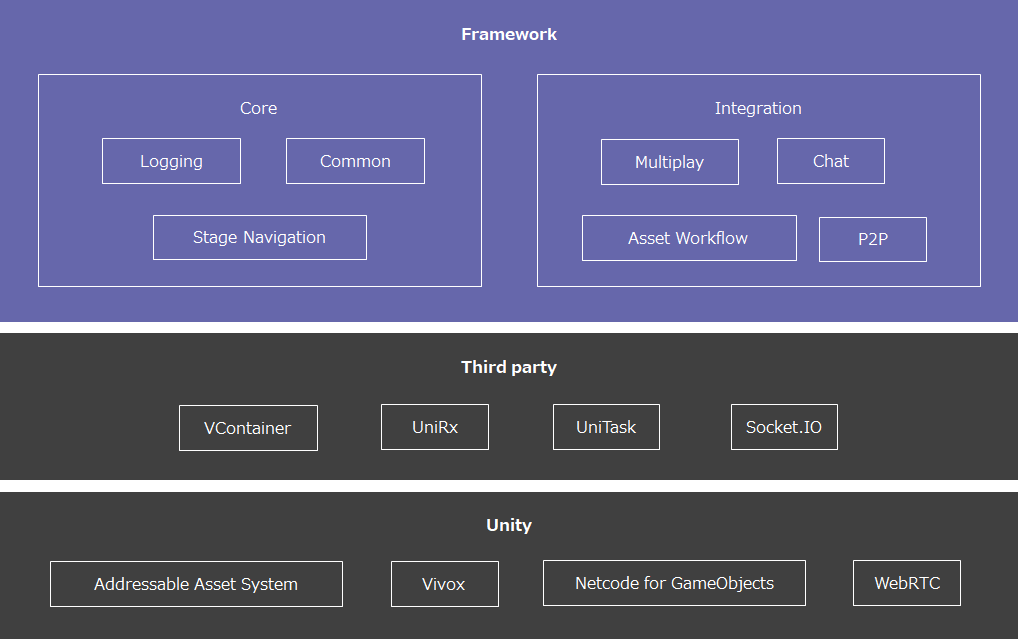 Framework
Core
Logging
Common
Stage Navigation
Integration
Multiplay
Chat
Asset Workflow
P2P
Third party
VContainer
UniRx
UniTask
Socket.IO
Unity
Addressable Asset System
Vivox
Netcode for GameObjects
WebRTC